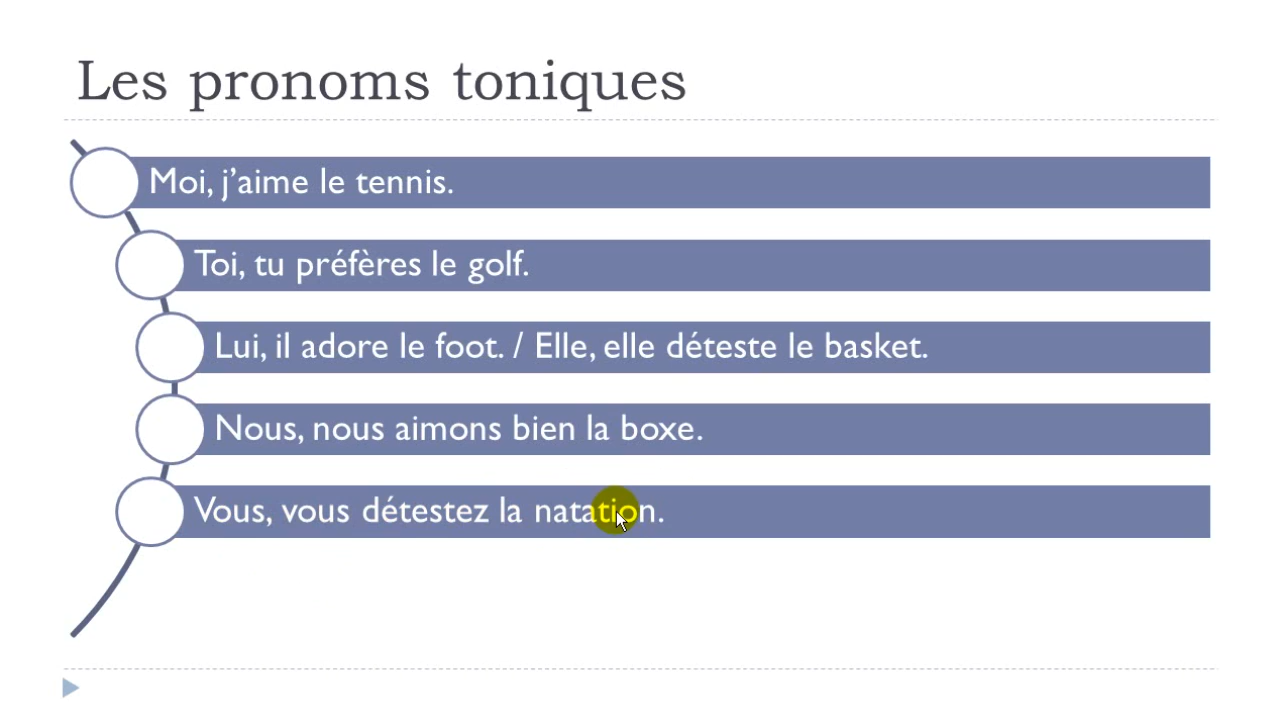 Les pronoms toniques
Moi, j’aime le tennis.
Toi, tu préfères le golf.
Lui, il adore le foot. / Elle, elle déteste le basket.
Nous, nous aimons bien la boxe.
Vous, vous détestez la natation.